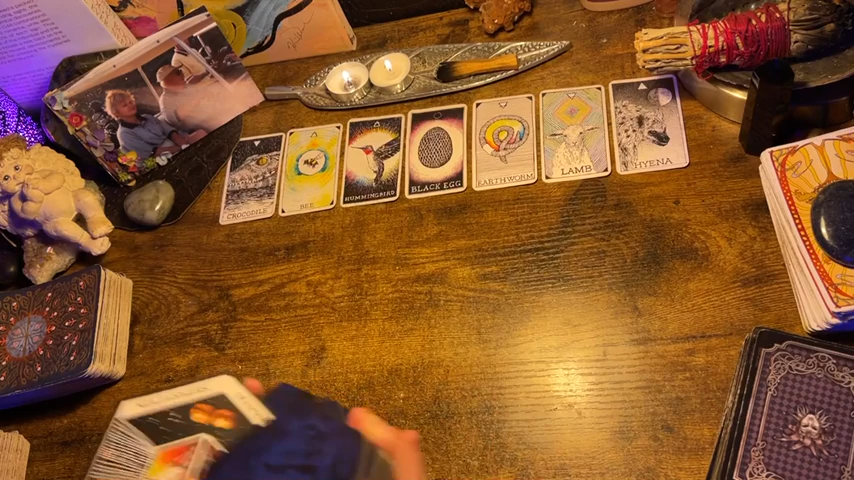 CROCODILE
BEE
HUMMINGBIRD
BLACK EGG
EARTHWORM
LAMB
HYENA